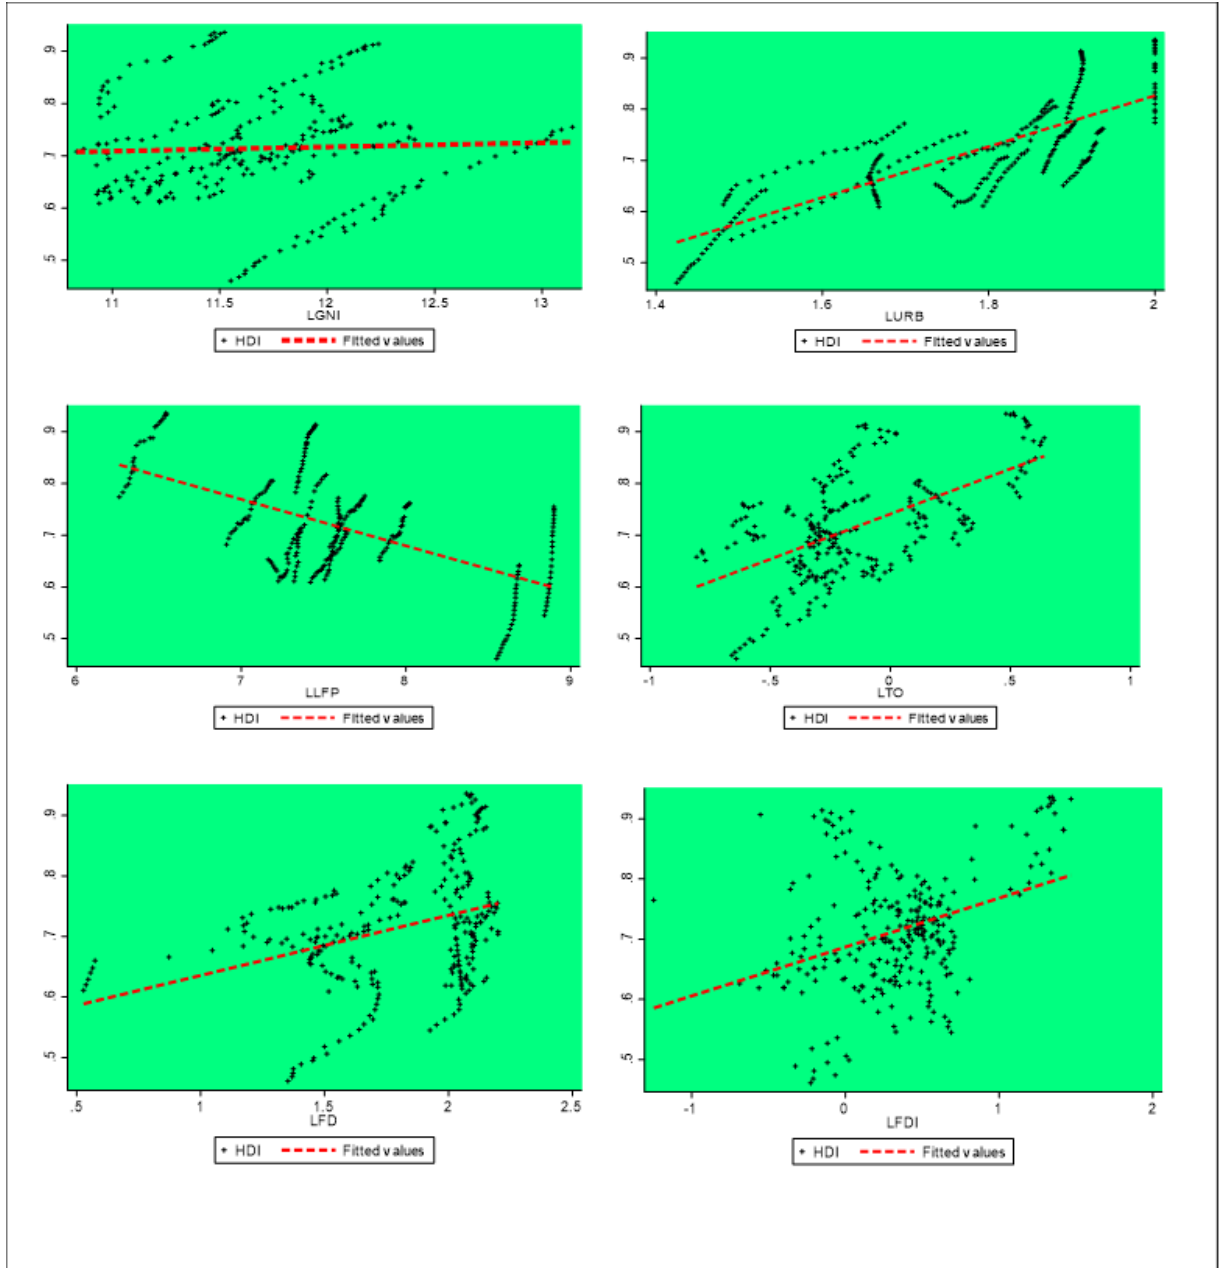 .9
.8
.7
.6
.5
11 11.5 12 12.5 13
LGNI
HDI Fitted values
.9
.8
.7
.6
.5
1.4 1.6 1.8 2
LURB
HDI Fitted values
.9
.8
.7
.6
.5
6 7 8 9
LLFP
HDI Fitted values
.9
.8
.7
.6
.5
-1 -.5 0 .5 1
LTO
HDI Fitted values
.9
.8
.7
.6
.5
.5 1 1.5 2 2.5
LFD
HDI Fitted values
.9
.8
.7
.6
.5
-1 0 1 2
LFDI
HDI Fitted values